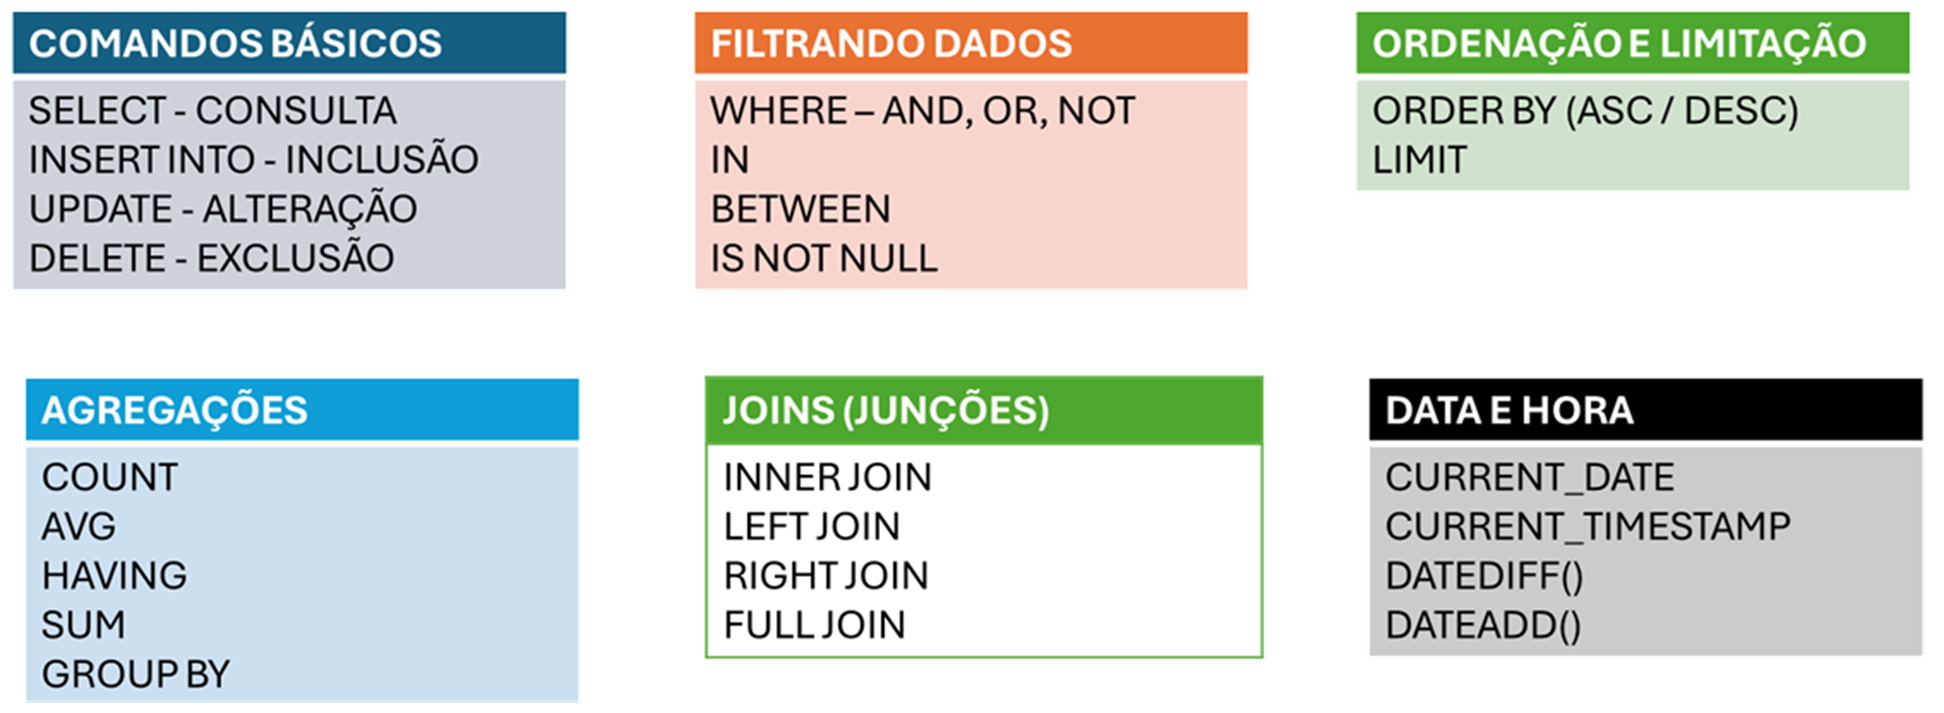 COMANDOS BÁSICOS
SELECT - CONSULTA
INSERT INTO - INCLUSÃO
UPDATE - ALTERAÇÃO
DELETE - EXCLUSÃO
FILTRANDO DADOS
WHERE – AND, OR, NOT
IN
BETWEEN
IS NOT NULL
ORDENAÇÃO E LIMITAÇÃO
ORDER BY (ASC / DESC)
LIMIT
AGREGAÇÕES
COUNT
AVG
HAVING
SUM
GROUP BY
JOINS (JUNÇÕES)
INNER JOIN
LEFT JOIN
RIGHT JOIN
FULL JOIN
DATA E HORA
CURRENT_DATE
CURRENT_TIMESTAMP
DATEDIFF()
DATEADD()